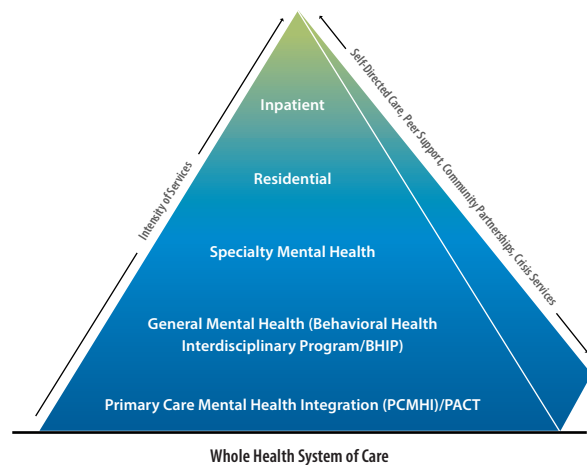 Inpatient
Residential
Specialty Mental Health
General Mental Health (Behavioral Health
Interdisciplinary Program/BHIP)
Primary Care Mental Health Integration (PCMHI)/PACT
Intensity of Services
Self-Directed Care, Peer Support, Community Partnerships, Crisis Services
Whole Health System of Care